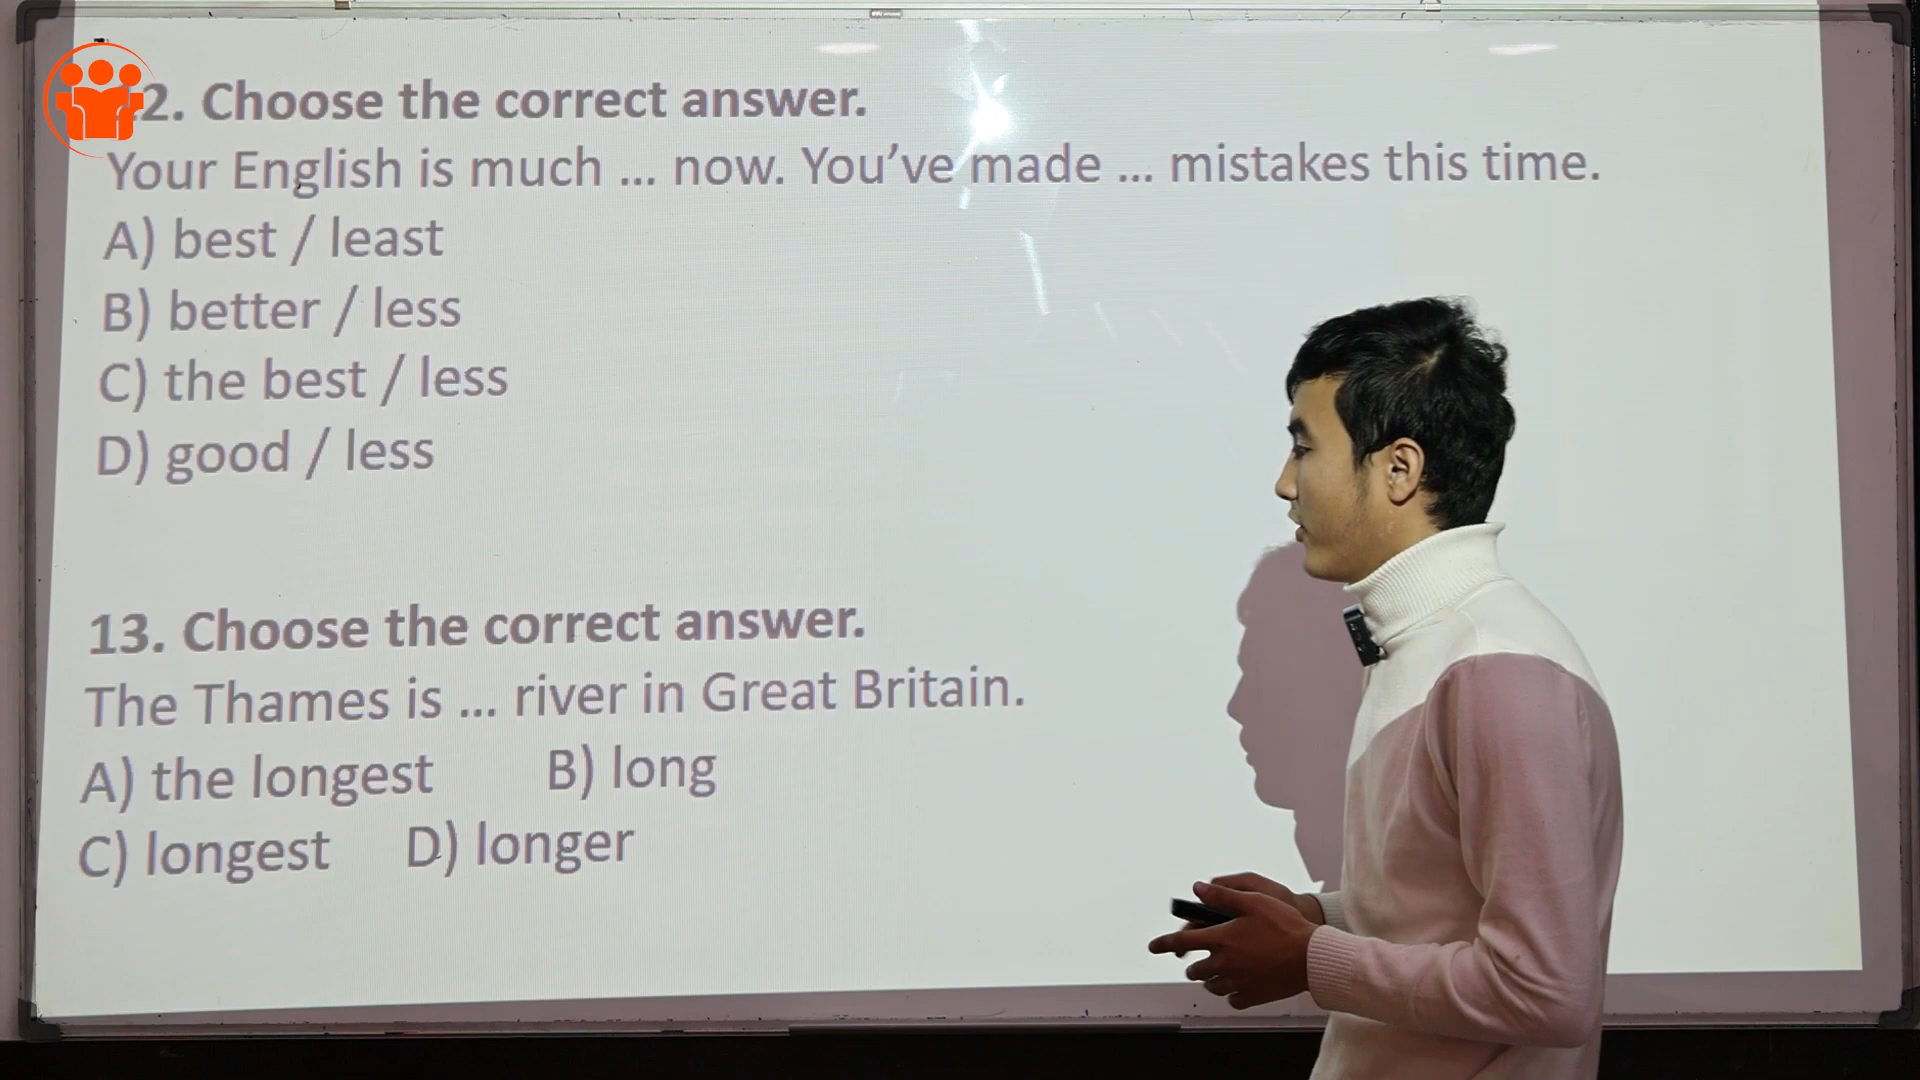 12. Choose the correct answer.
Your English is much ... now. You’ve made ... mistakes this time.
A) best / least
B) better / less
C) the best / less
D) good / less
13. Choose the correct answer.
The Thames is ... river in Great Britain.
A) the longest B) long
C) longest D) longer